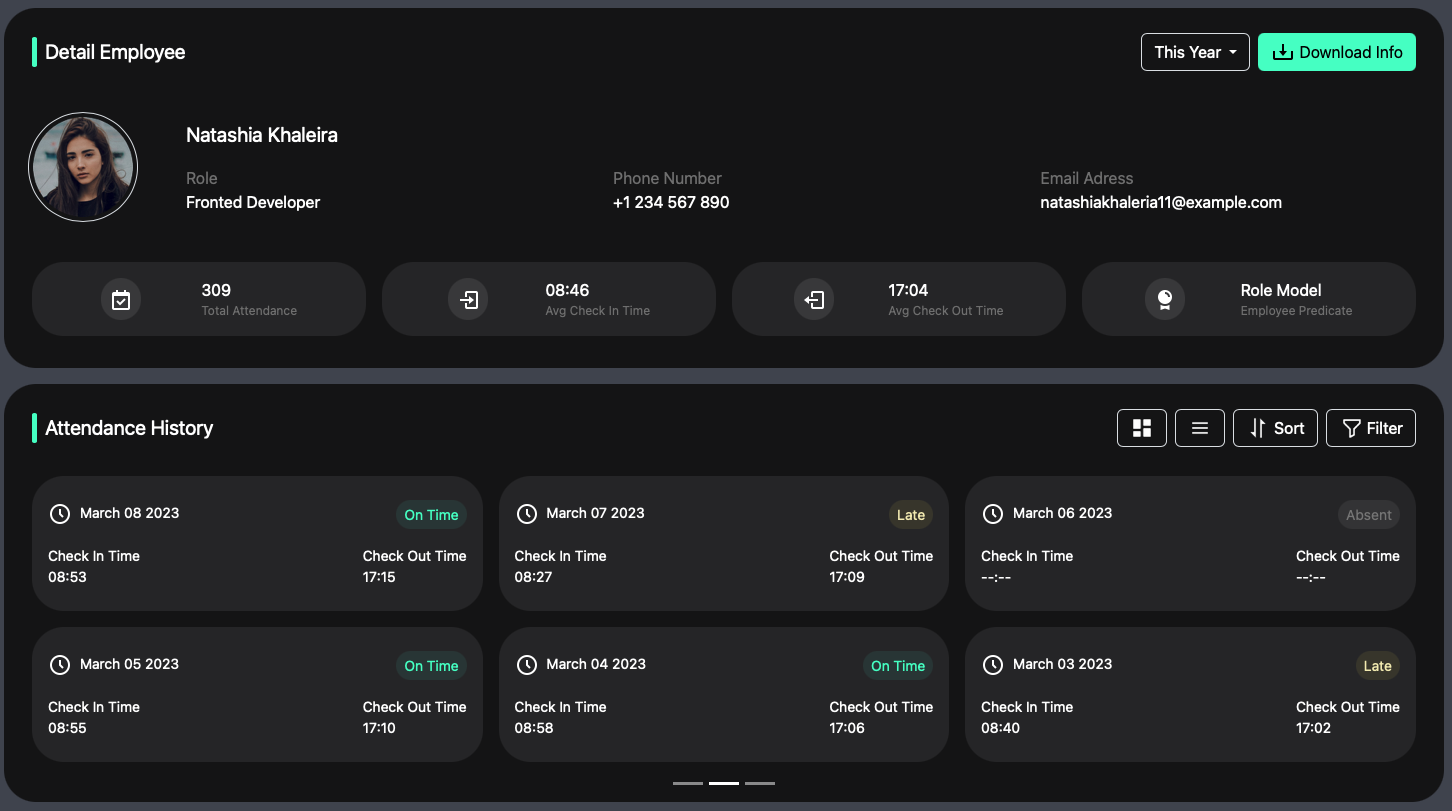 Detail Employee
This Year
Download Info
Natashia Khaleira
Role
Phone Number
Email Adress
Fronted Developer
+1 234 567 890
natashiakhaleria11@example.com
309
Total Attendance
08:46
Avg Check In Time
17:04
Avg Check Out Time
Role Model
Employee Predicate
Attendance History
Sort
Filter
March 08 2023
On Time
Check In Time
Check Out Time
08:53
17:15
March 07 2023
Late
Check In Time
Check Out Time
08:27
17:09
March 06 2023
Absent
Check In Time
Check Out Time
--:--
--:--
March 05 2023
On Time
Check In Time
Check Out Time
08:55
17:10
March 04 2023
On Time
Check In Time
Check Out Time
08:58
17:06
March 03 2023
Late
Check In Time
Check Out Time
08:40
17:02